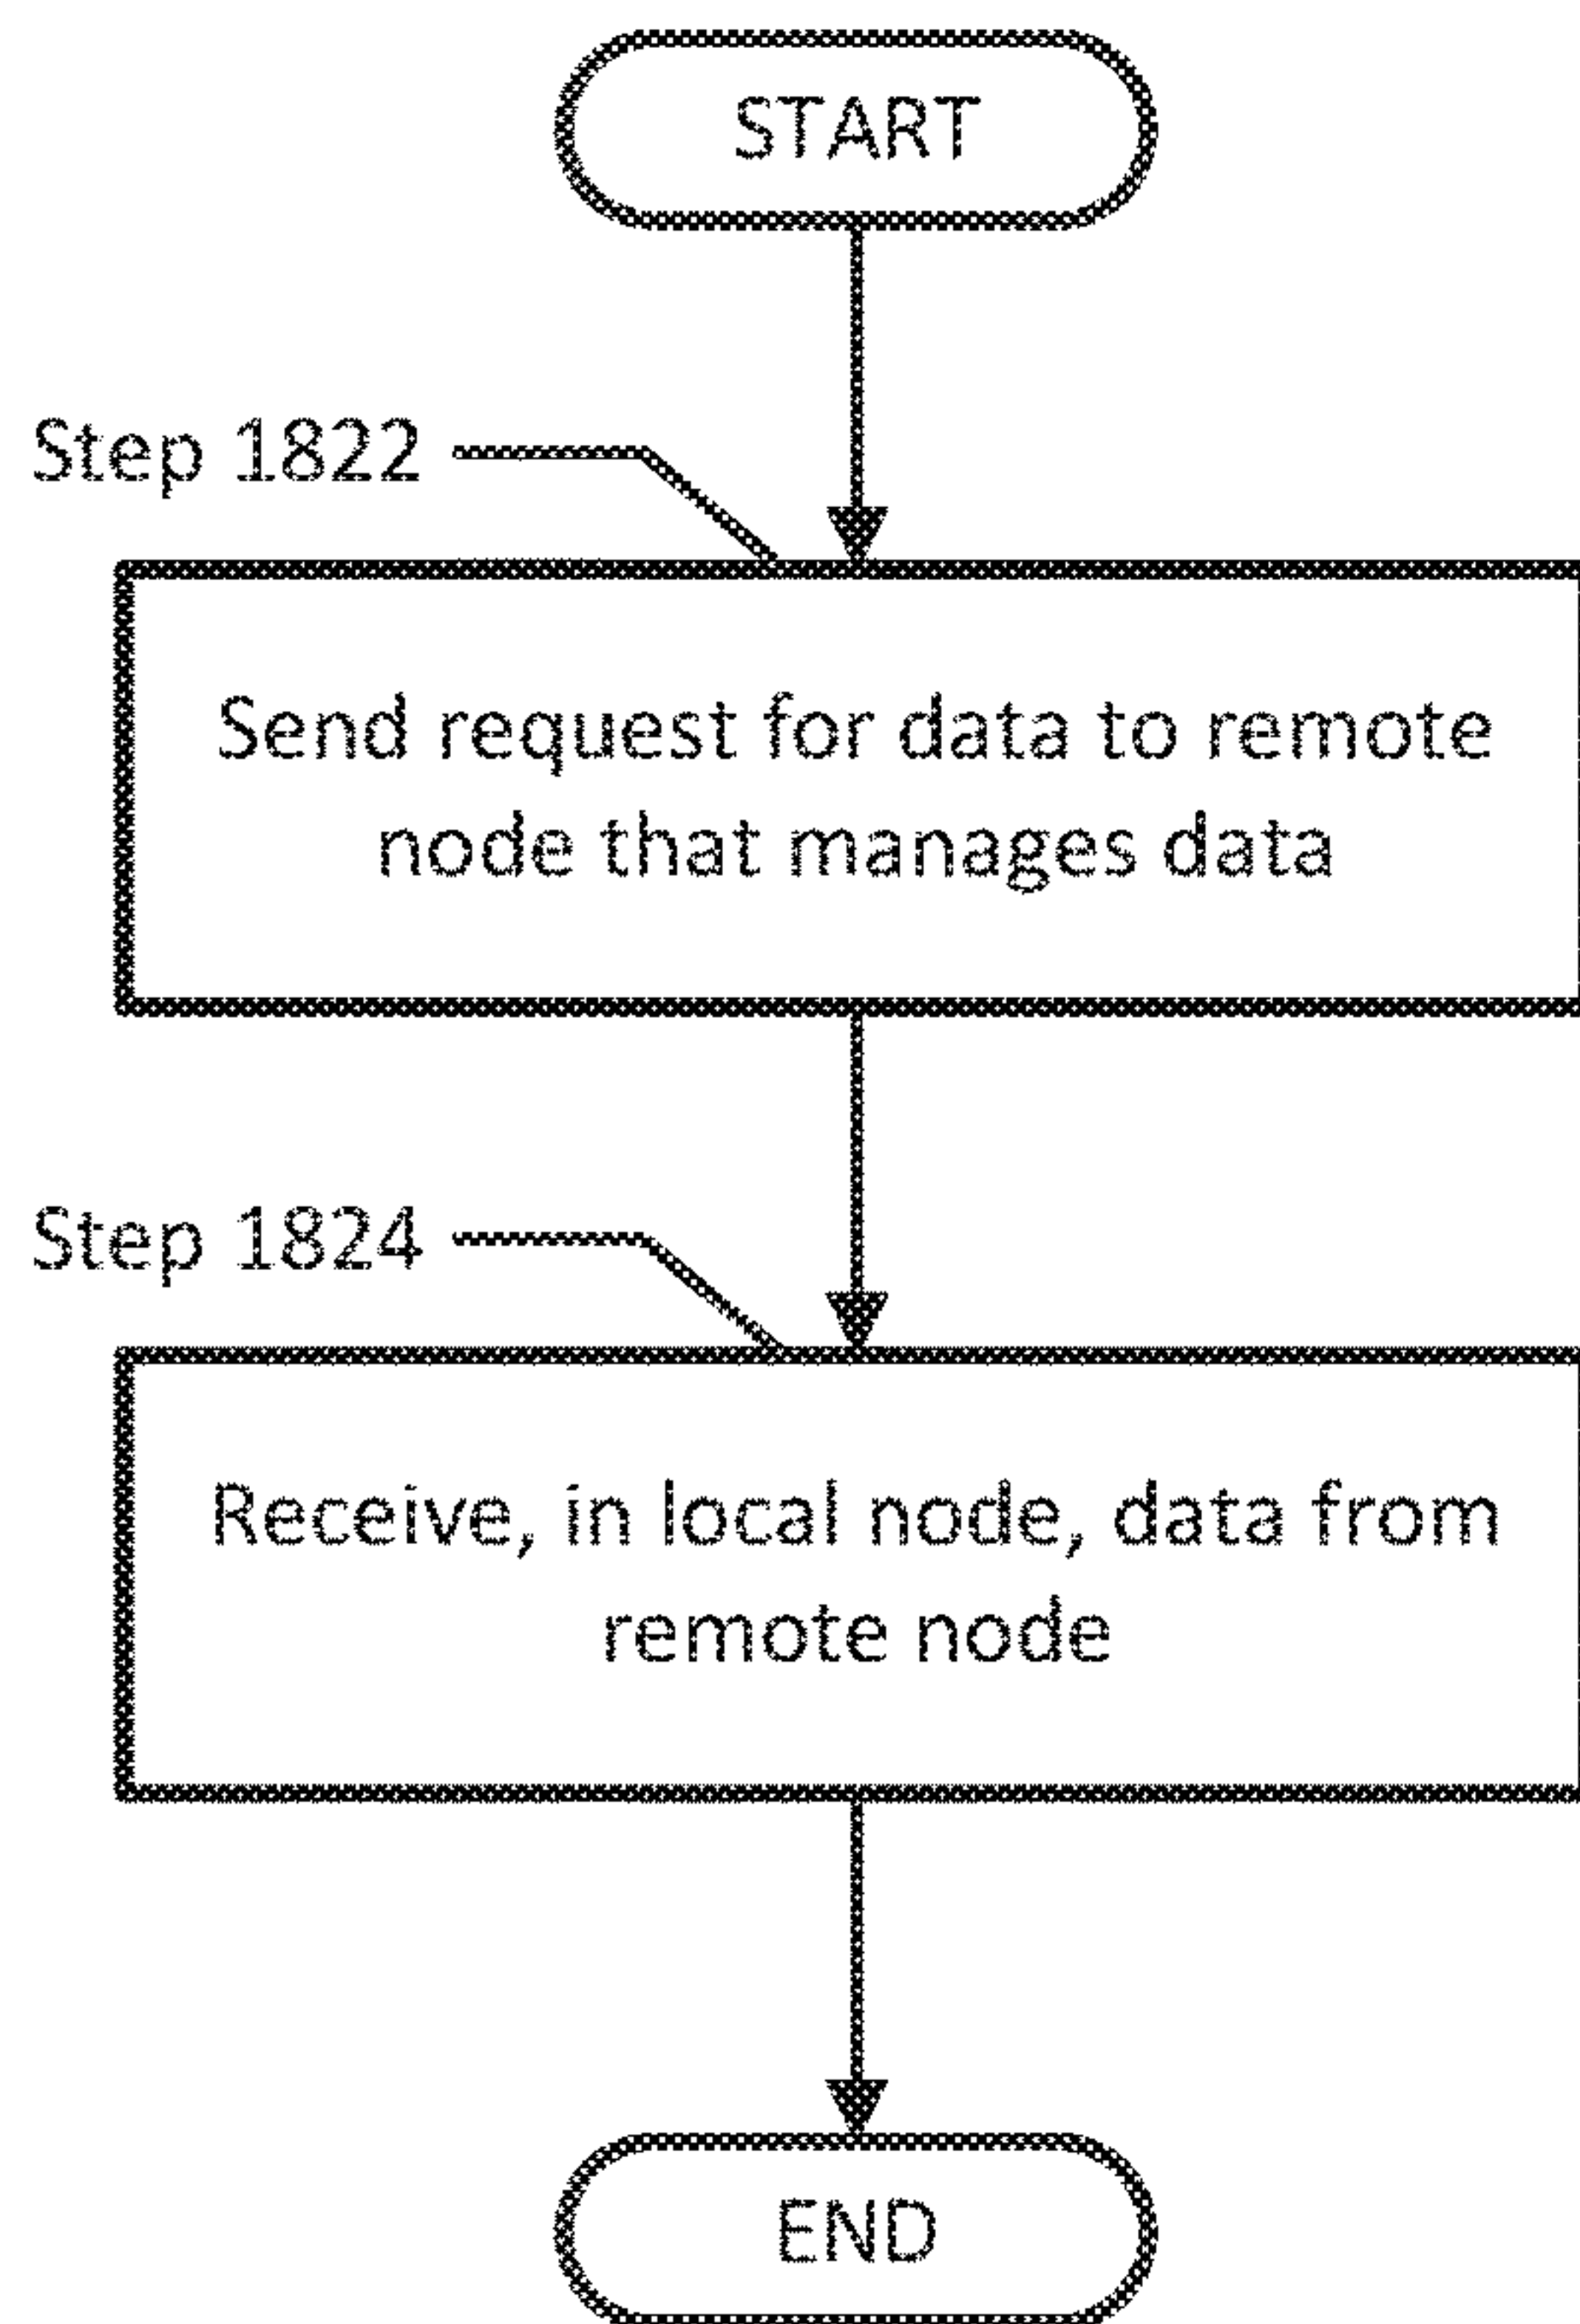 START
Step 1822
Send request for data to remote
node that manages data
Step 1824
Receive, in local node, data from
remote node
END